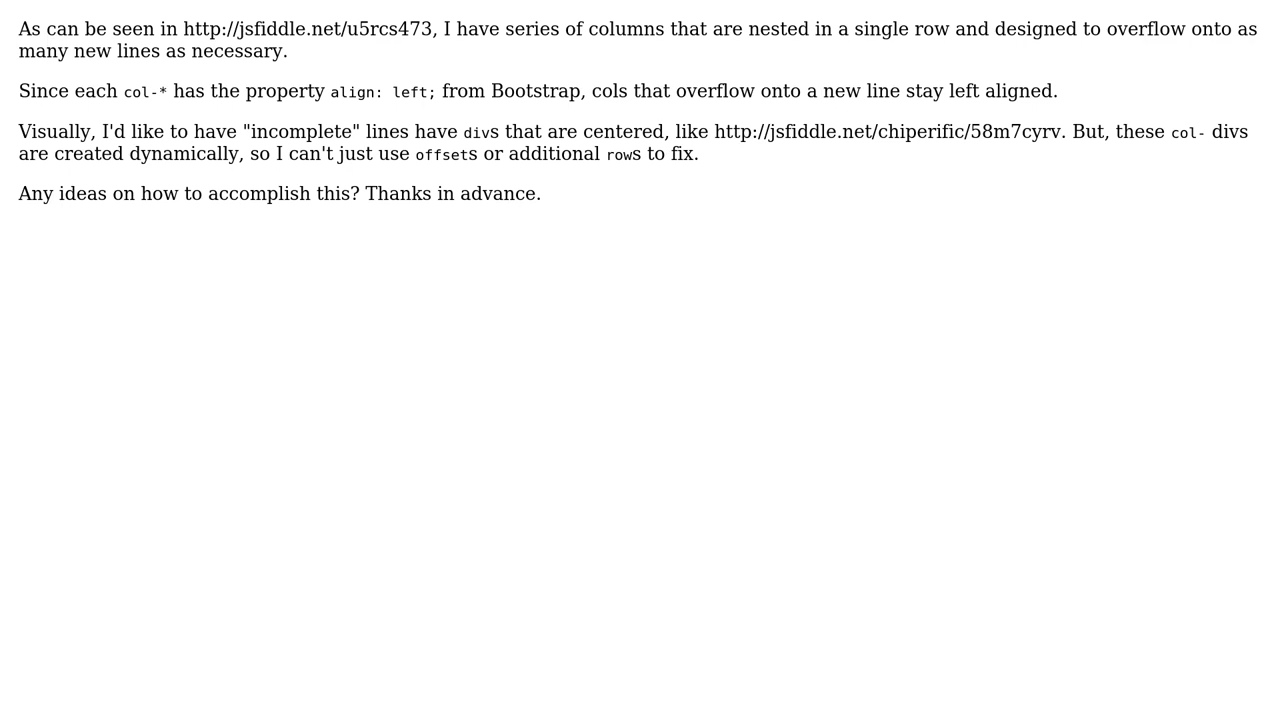 As can be seen in http://jsfiddle.net/u5rcs473, I have series of columns that are nested in a single row and designed to overflow onto as
many new lines as necessary.
Since each col-* has the property align: left; from Bootstrap, cols that overflow onto a new line stay left aligned.
Visually, I'd like to have "incomplete" lines have divs that are centered, like http://jsfiddle.net/chiperific/58m7cyrv. But, these col- divs
are created dynamically, so I can't just use offsets or additional rows to fix.
Any ideas on how to accomplish this? Thanks in advance.